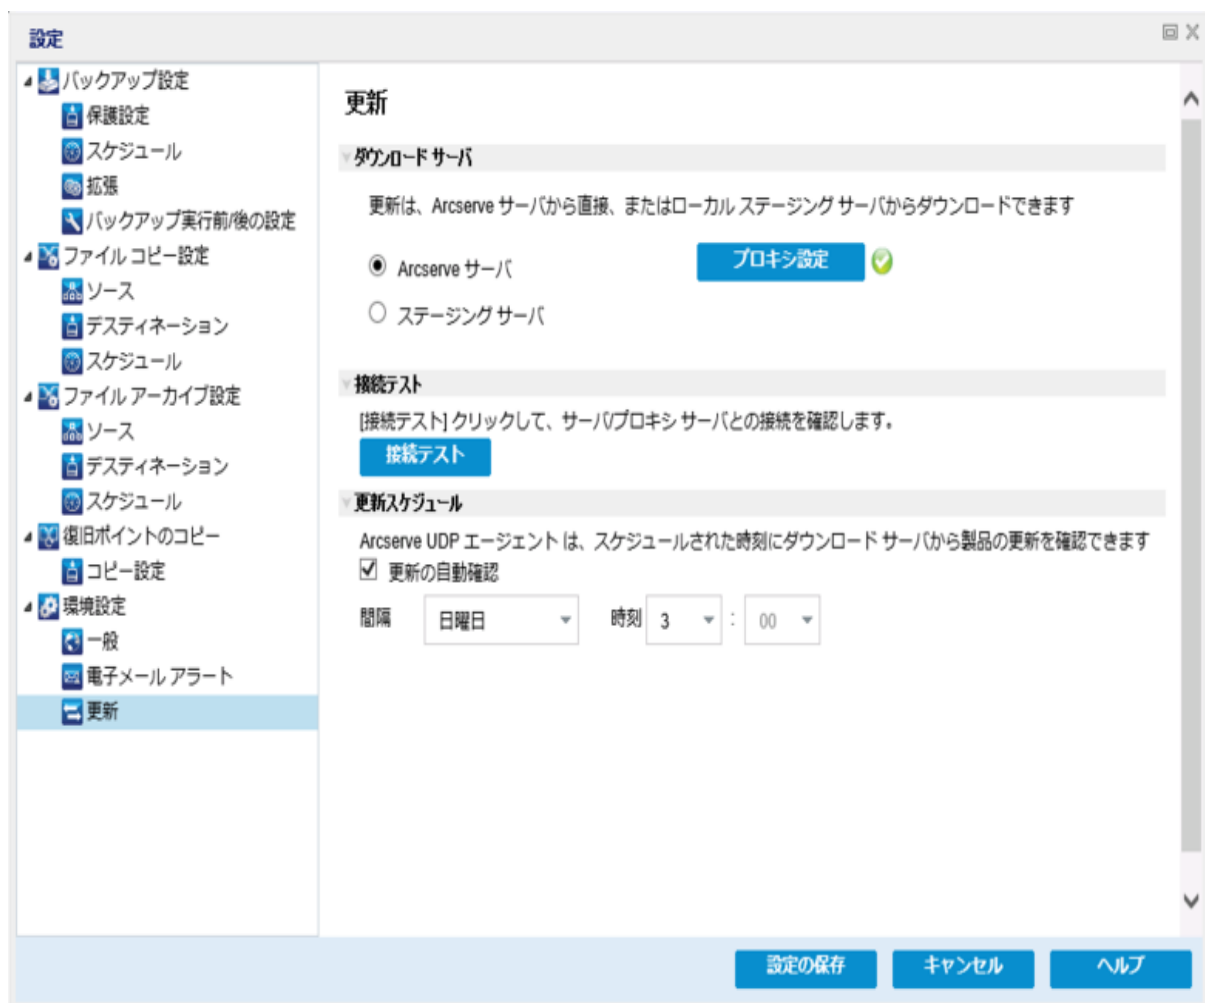 設定
バックアップ設定
保護設定
スケジュール
拡張
バックアップ実行前/後の設定
ファイル コピー設定
ソース
デスティネーション
スケジュール
ファイル アーカイブ設定
ソース
デスティネーション
スケジュール
復旧ポイントのコピー
コピー設定
環境設定
一般
電子メール アラート
更新
更新
ダウンロード サーバ
更新は、Arcserve サーバから直接、またはローカル ステージング サーバからダウンロードできます
Arcserve サーバ
プロキシ設定
ステージング サーバ
接続テスト
[接続テスト] クリックして、サーバ/プロキシ サーバとの接続を確認します。
接続テスト
更新スケジュール
Arcserve UDP エージェント は、スケジュールされた時刻にダウンロード サーバから製品の更新を確認できます
更新の自動確認
間隔 日曜日 時刻 3 : 00
設定の保存 キャンセル ヘルプ